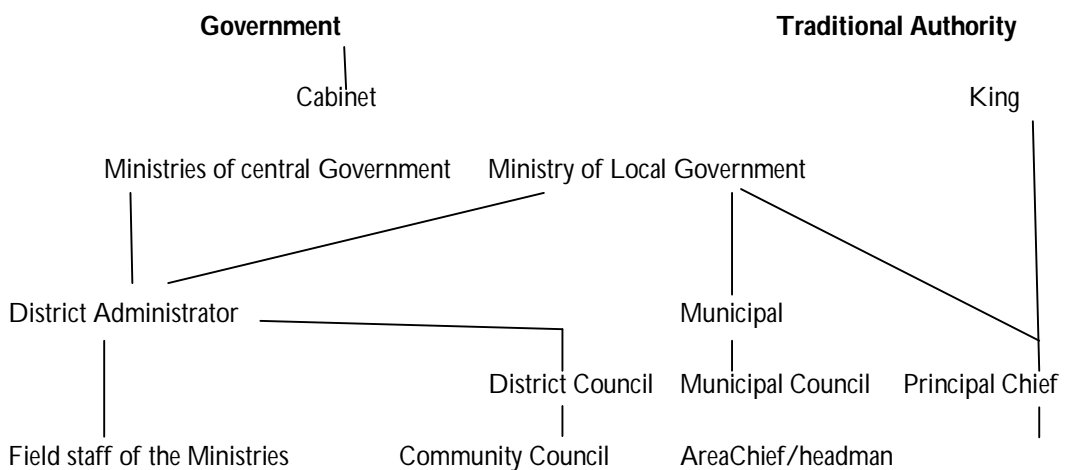 Government Traditional Authority
Cabinet King
Ministries of central Government Ministry of Local Government
District Administrator Municipal
District Council Municipal Council Principal Chief
Field staff of the Ministries Community Council AreaChief/headman